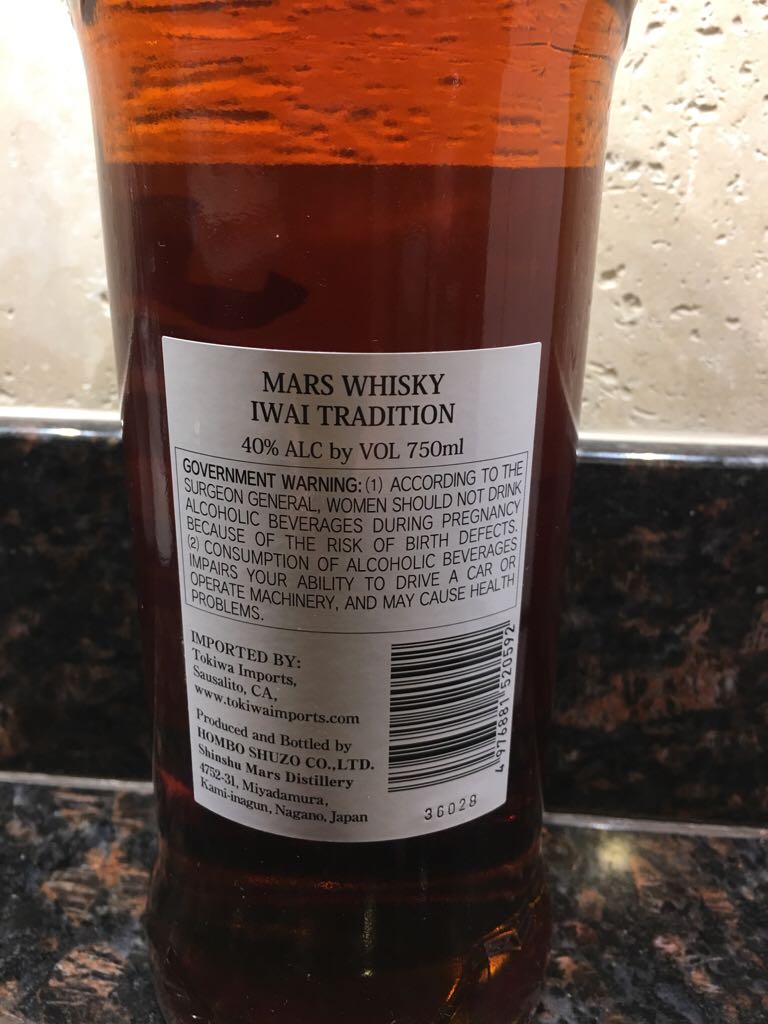 MARS WHISKY
IWAI TRADITION
40% ALC by VOL 750ml
GOVERNMENT WARNING: (1) ACCORDING TO THE
SURGEON GENERAL, WOMEN SHOULD NOT DRINK
ALCOHOLIC BEVERAGES DURING PREGNANCY
BECAUSE OF THE RISK OF BIRTH DEFECTS.
(2) CONSUMPTION OF ALCOHOLIC BEVERAGES
IMPAIRS YOUR ABILITY TO DRIVE A CAR OR
OPERATE MACHINERY, AND MAY CAUSE HEALTH
PROBLEMS.
IMPORTED BY:
Tokiwa Imports,
Sausalito, CA,
www.tokiwaimports.com
Produced and Bottled by
HOMBO SHUZO CO.,LTD.
Shinshu Mars Distillery
4752-31, Miyadamura,
Kami-inagun, Nagano, Japan
4 976881 520592
36028